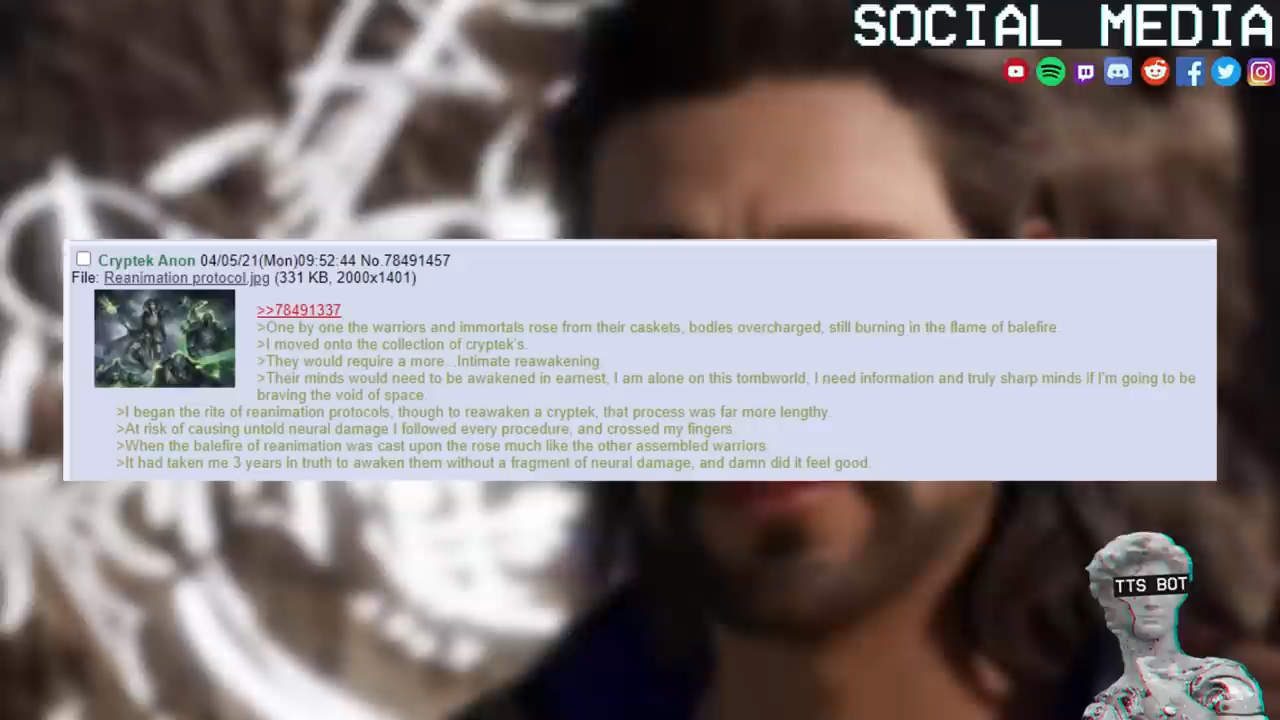 SOCIAL MEDIA
Cryptek Anon 04/05/21(Mon)09:52:44 No.78491457
File: Reanimation protocol.jpg (331 KB, 2000x1401)
>>78491337
>One by one the warriors and immortals rose from their caskets, bodies overcharged, still burning in the flame of balefire.
>I moved onto the collection of cryptek's.
>They would require a more...Intimate reawakening
>Their minds would need to be awakened in earnest, I am alone on this tombworld, I need information and truly sharp minds if I'm going to be
braving the void of space.
>I began the rite of reanimation protocols, though to reawaken a cryptek, that process was far more lengthy.
>At risk of causing untold neural damage I followed every procedure, and crossed my fingers
>When the balefire of reanimation was cast upon the rose much like the other assembled warriors
>It had taken me 3 years in truth to awaken them without a fragment of neural damage, and damn did it feel good.
TTS BOT